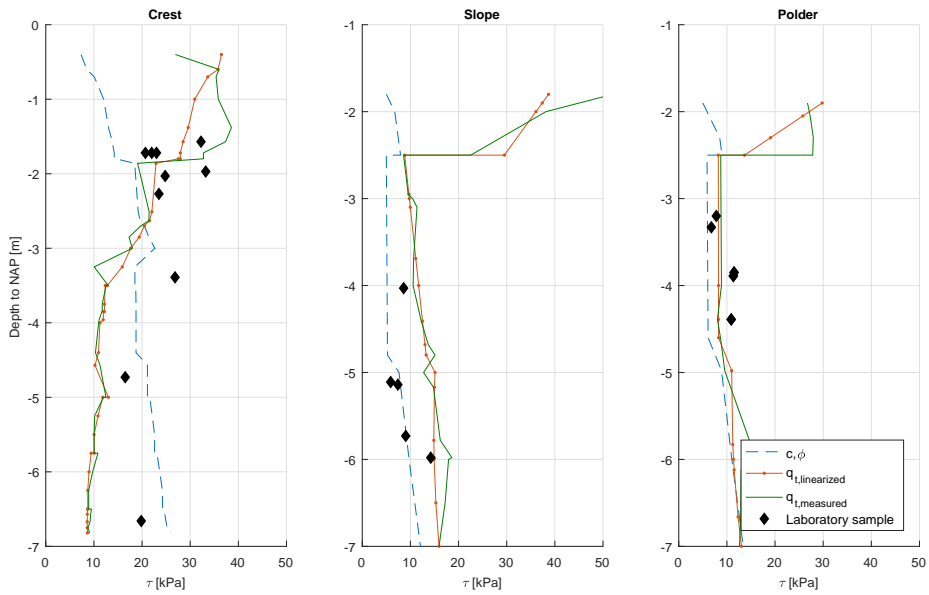 Crest
Slope
Polder
Depth to NAP [m]
0
-1
-2
-3
-4
-5
-6
-7
0 10 20 30 40 50
τ [kPa]
-1
-2
-3
-4
-5
-6
-7
0 10 20 30 40 50
τ [kPa]
-1
-2
-3
-4
-5
-6
-7
0 10 20 30 40 50
τ [kPa]
c, ϕ
q t,linearized
q t,measured
Laboratory sample